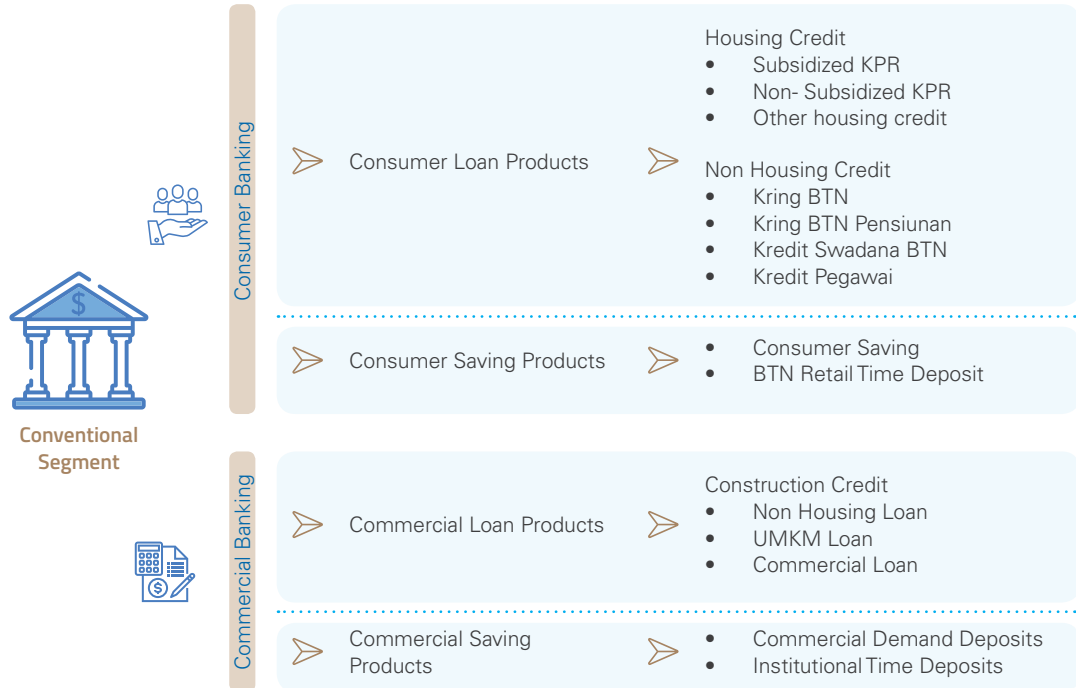 Conventional
Segment
Consumer Banking
Consumer Loan Products
Housing Credit
• Subsidized KPR
• Non- Subsidized KPR
• Other housing credit
Non Housing Credit
• Kring BTN
• Kring BTN Pensiunan
• Kredit Swadana BTN
• Kredit Pegawai
Consumer Saving Products
• Consumer Saving
• BTN Retail Time Deposit
Commercial Banking
Commercial Loan Products
Construction Credit
• Non Housing Loan
• UMKM Loan
• Commercial Loan
Commercial Saving
Products
• Commercial Demand Deposits
• Institutional Time Deposits
$
$